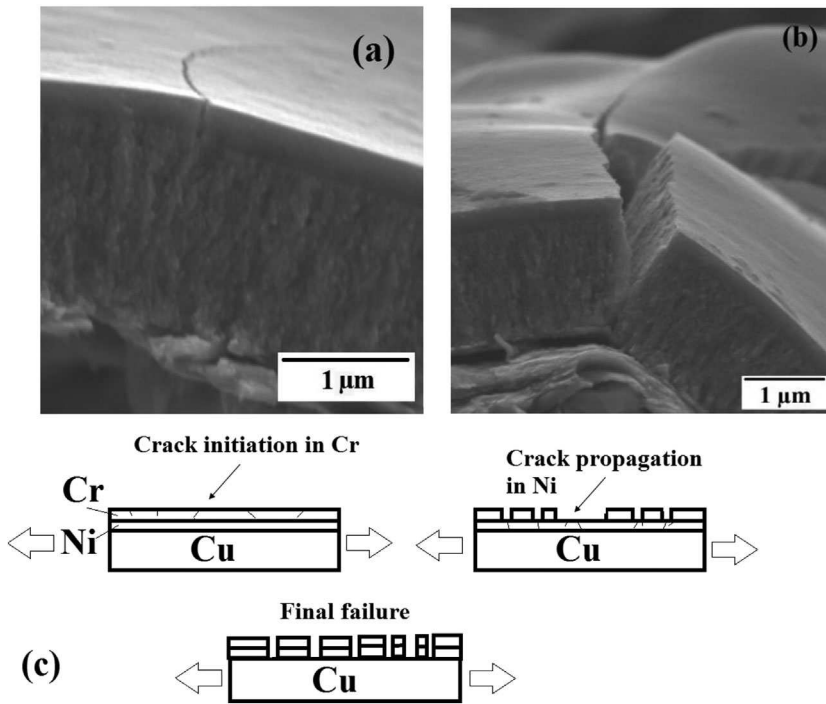 (a)
1 µm
(b)
1 µm
Crack initiation in Cr
Cr
Ni
Cu
Crack propagation
in Ni
Cu
Final failure
(c)
Cu